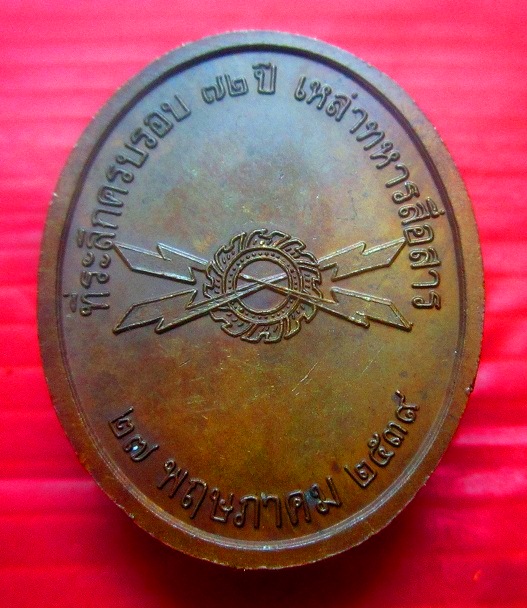 ที่ระลึกครบรอบ ๗๒ ปี เหล่าทหารสื่อสาร
๒๗ พฤษภาคม ๒๕๓๙